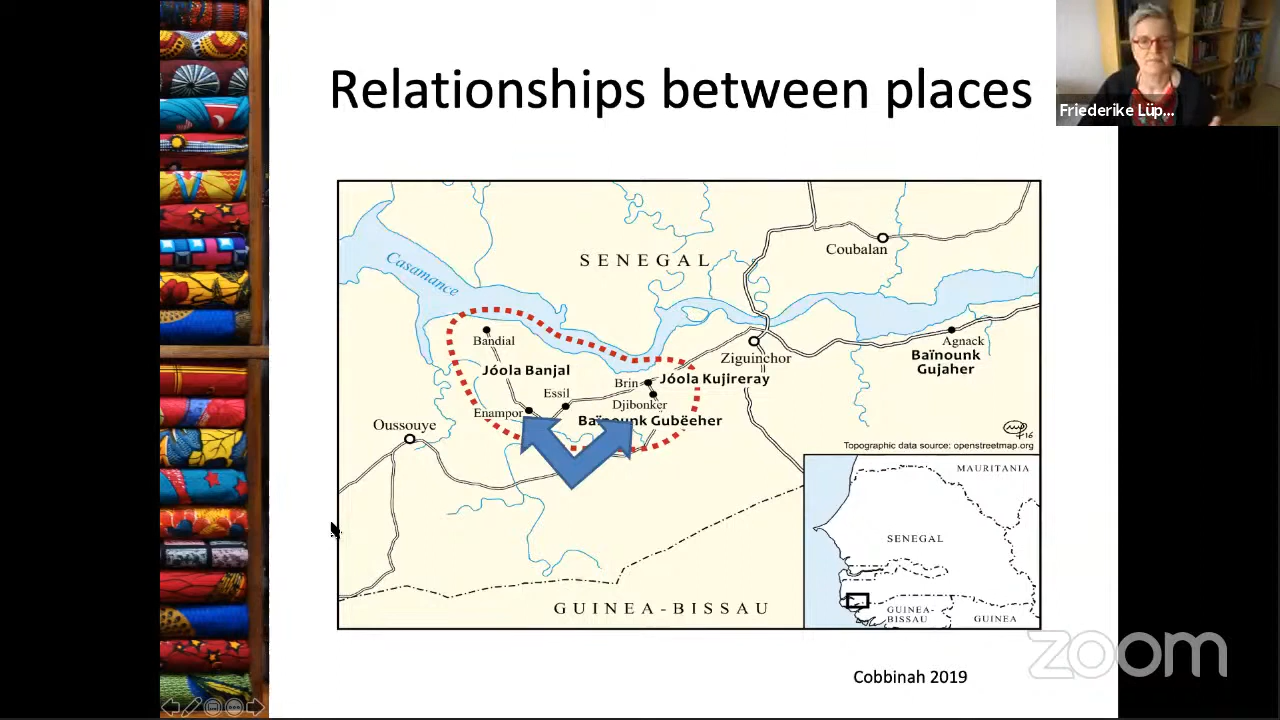 Relationships between places
Friederike Lüp...
Casamance
SENEGAL
Coubalan
Bandial
Jóola Banjal
Essil
Brin
Jóola Kujireray
Ziguinchor
Agnack
Baïnounk
Gujaher
Djibonker
Enampor
Baïnounk Gubëeher
Oussouye
Topographic data source: openstreetmap.org
GUINEA-BISSAU
MAURITANIA
SENEGAL
GUINEA-
BISSAU
GUINEA
zoom
Cobbinah 2019